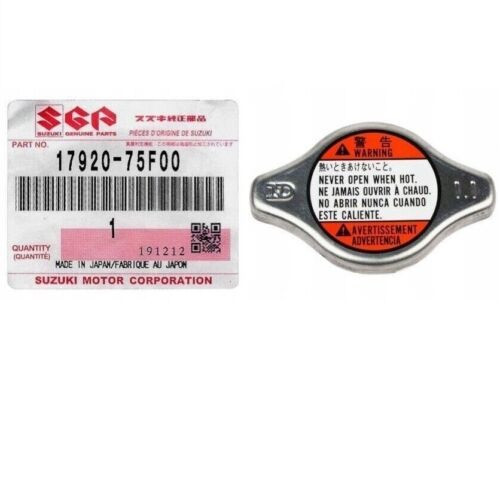 SGP
スズキ純正部品
SUZUKI GENUINE PARTS
PIÈCES D'ORIGINE DE SUZUKI
PART NO.
17920-75F00
1
QUANTITY
(QUANTITÉ)
191212
MADE IN JAPAN/FABRIQUE AU JAPON
SUZUKI MOTOR CORPORATION
警告
WARNING
熱いときあけないこと。
NEVER OPEN WHEN HOT.
NE JAMAIS OUVRIR À CHAUD.
NO ABRIR NUNCA CUANDO
ESTE CALIENTE.
AVERTISSEMENT
ADVERTENCIA
1.1